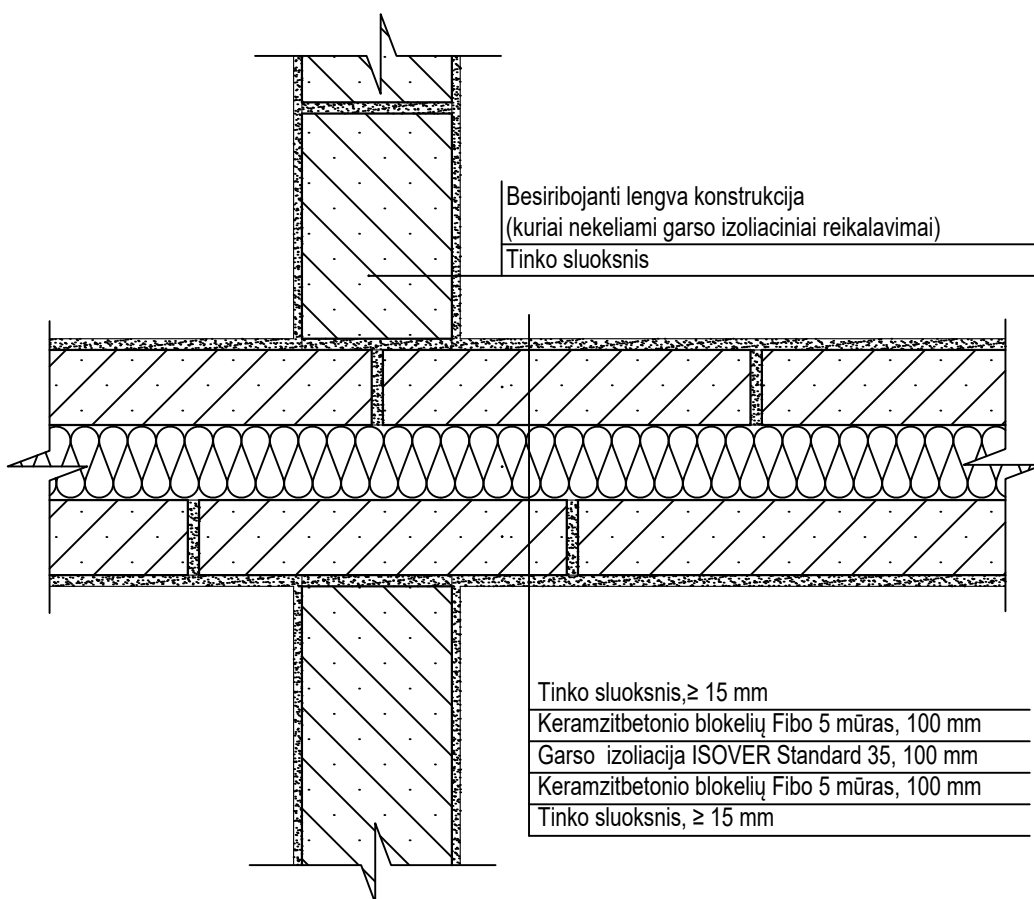 Besiribojanti lengva konstrukcija
(kuriai nekeliami garso izoliaciniai reikalavimai)
Tinko sluoksnis
Tinko sluoksnis,≥ 15 mm
Keramzitbetonio blokelių Fibo 5 mūras, 100 mm
Garso izoliacija ISOVER Standard 35, 100 mm
Keramzitbetonio blokelių Fibo 5 mūras, 100 mm
Tinko sluoksnis, ≥ 15 mm